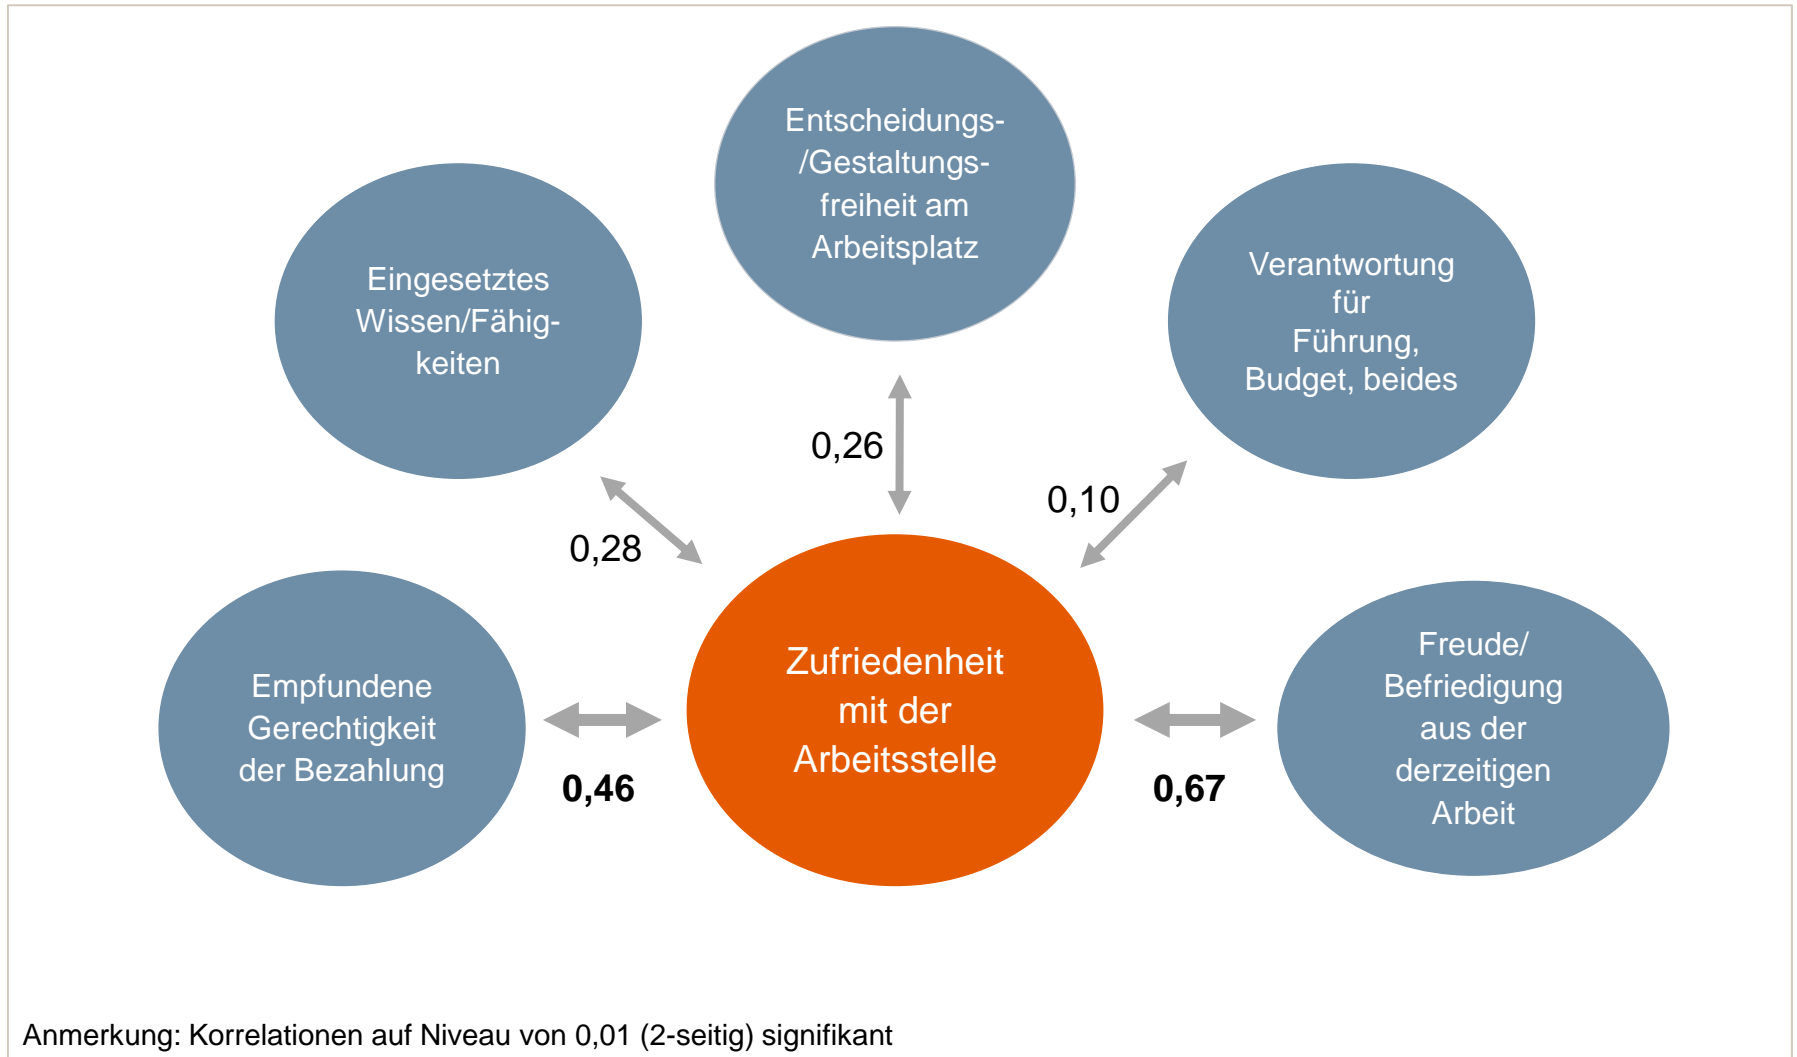 Entscheidungs-
/Gestaltungs-
freiheit am
Arbeitsplatz
Eingesetztes
Wissen/Fähig-
keiten
Verantwortung
für
Führung,
Budget, beides
0,26
0,10
0,28
Empfundene
Gerechtigkeit
der Bezahlung
0,46
Zufriedenheit
mit der
Arbeitsstelle
0,67
Freude/
Befriedigung
aus der
derzeitigen
Arbeit
Anmerkung: Korrelationen auf Niveau von 0,01 (2-seitig) signifikant